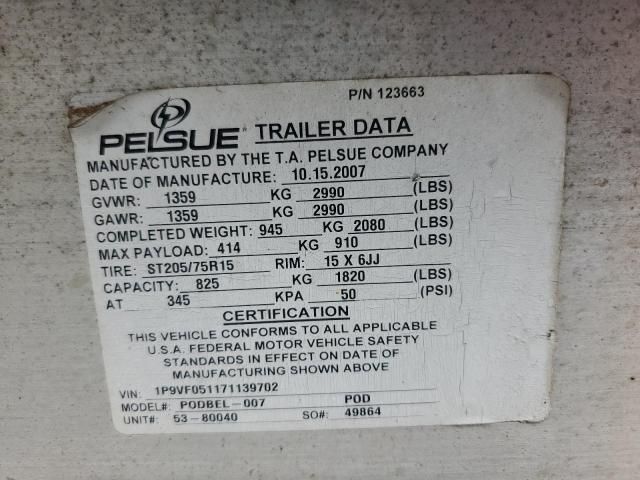 P/N 123663
PELSUE® TRAILER DATA
MANUFACTURED BY THE T.A. PELSUE COMPANY
DATE OF MANUFACTURE: 10.15.2007
GVWR: 1359 KG 2990 (LBS)
GAWR: 1359 KG 2990 (LBS)
COMPLETED WEIGHT: 945 KG 2080 (LBS)
MAX PAYLOAD: 414 KG 910 (LBS)
TIRE: ST205/75R15 RIM: 15 X 6JJ
CAPACITY: 825 KG 1820 (LBS)
AT 345 KPA 50 (PSI)
CERTIFICATION
THIS VEHICLE CONFORMS TO ALL APPLICABLE
U.S.A. FEDERAL MOTOR VEHICLE SAFETY
STANDARDS IN EFFECT ON DATE OF
MANUFACTURING SHOWN ABOVE.
VIN: 1P9VF051171139702
MODEL#: PODBEL-007 POD
UNIT#: 53-80040 SO#: 49864